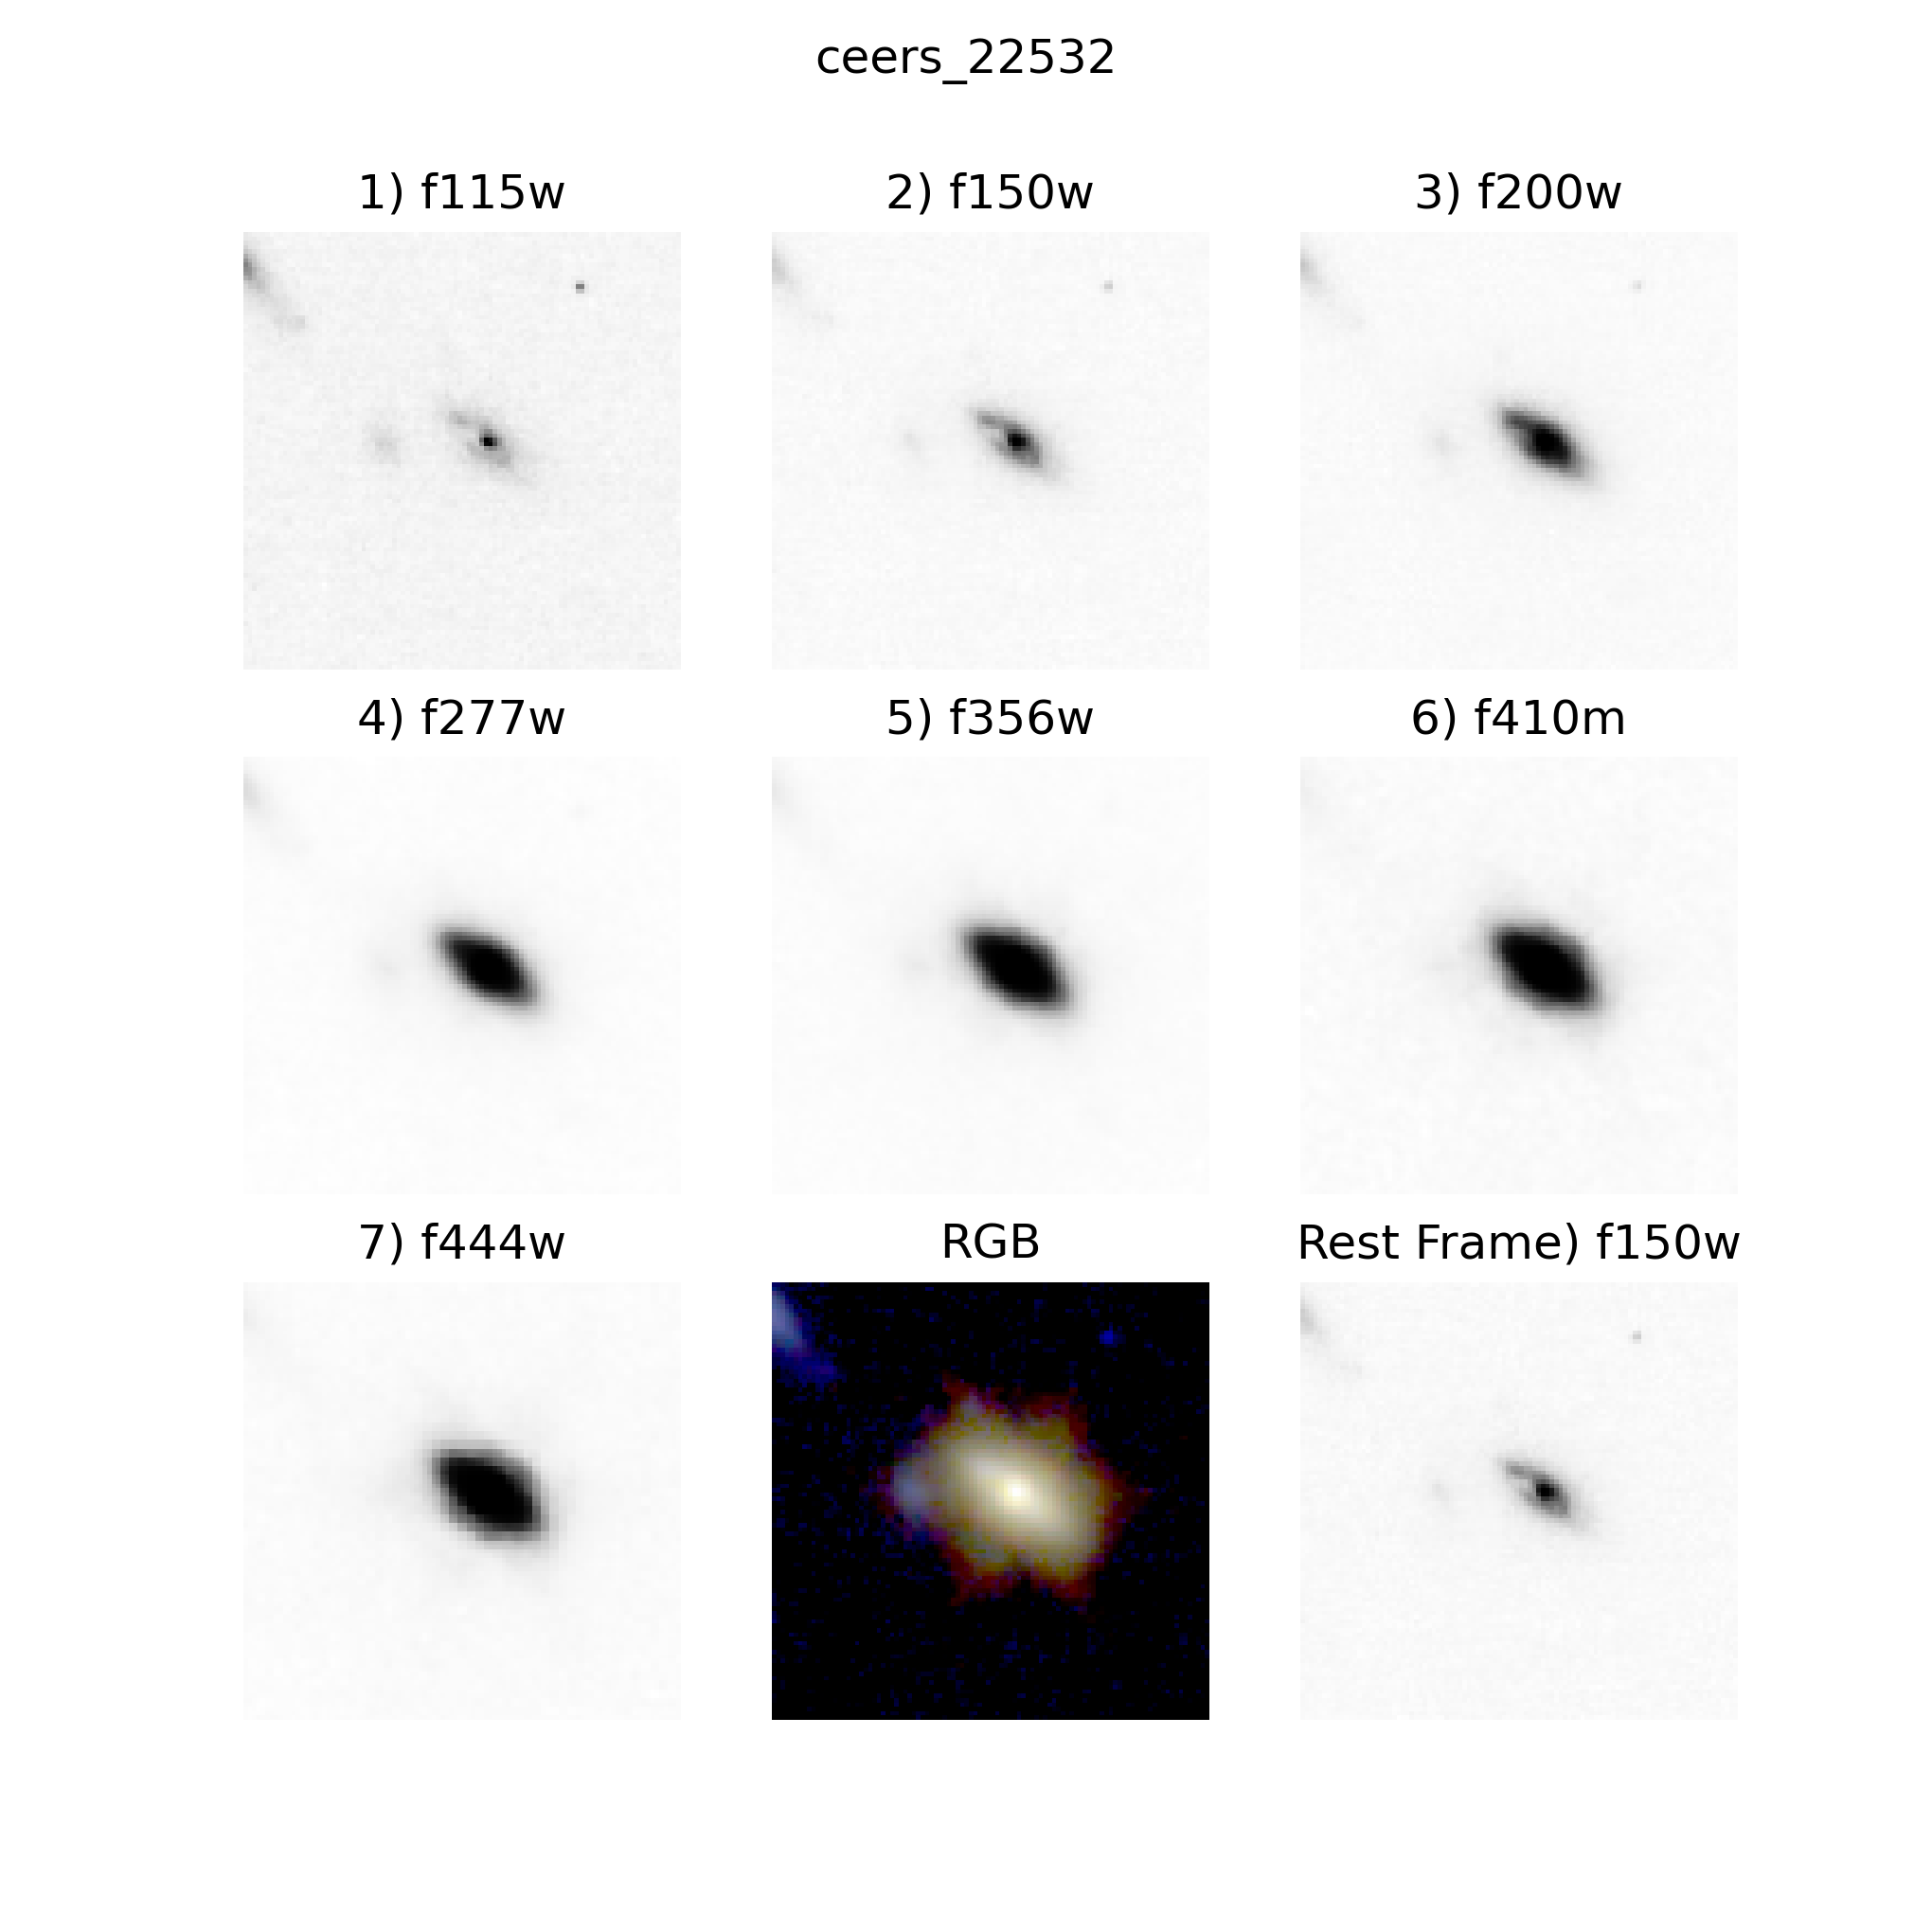 ceers_22532
1) f115w
2) f150w
3) f200w
4) f277w
5) f356w
6) f410m
7) f444w
RGB
Rest Frame) f150w